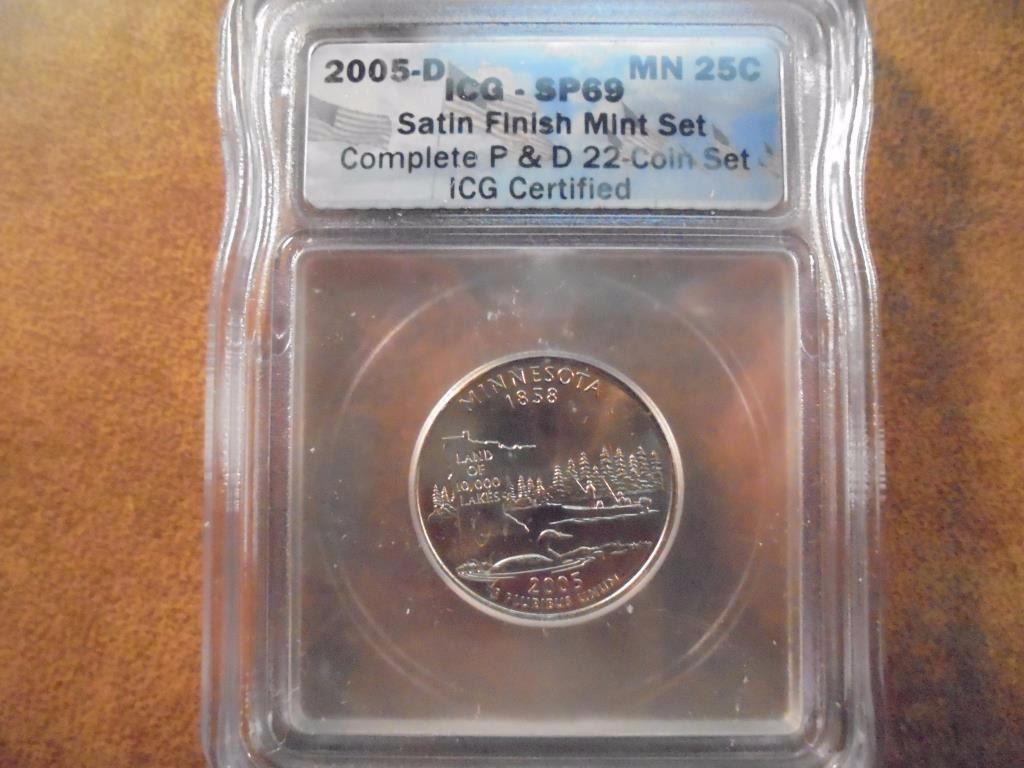 2005-D MN 25C
ICG - SP69
Satin Finish Mint Set
Complete P & D 22-Coin Set
ICG Certified
MINNESOTA
1858
LAND
OF
10,000
LAKES
2005
E PLURIBUS UNUM